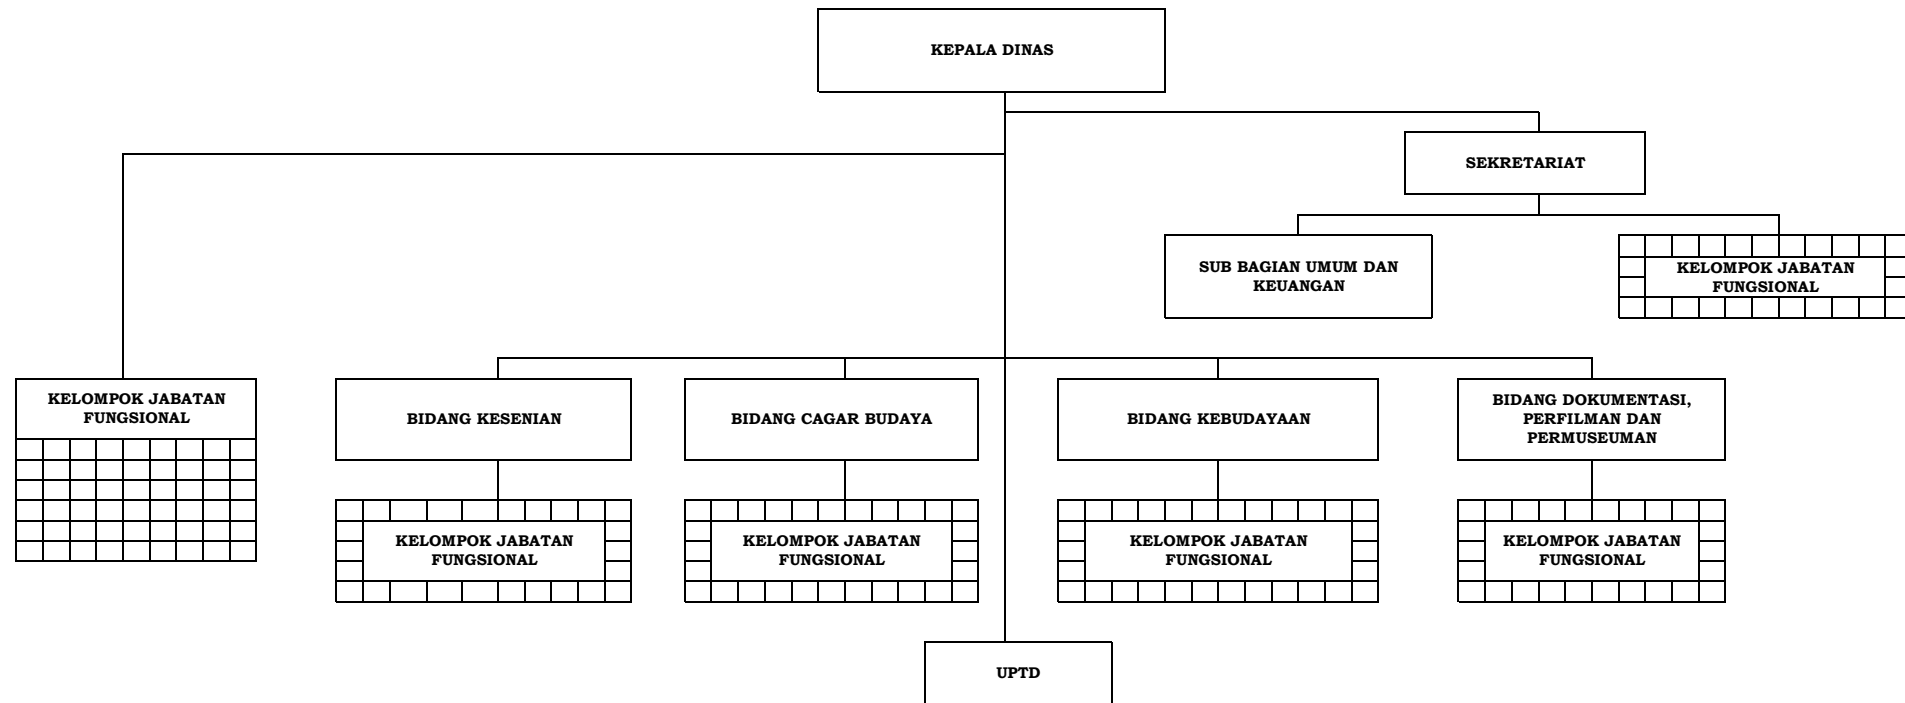 KEPALA DINAS
SEKRETARIAT
SUB BAGIAN UMUM DAN
KEUANGAN
KELOMPOK JABATAN
FUNGSIONAL
KELOMPOK JABATAN
FUNGSIONAL
BIDANG KESENIAN
BIDANG CAGAR BUDAYA
BIDANG KEBUDAYAAN
BIDANG DOKUMENTASI,
PERFILMAN DAN
PERMUSEUMAN
KELOMPOK JABATAN
FUNGSIONAL
KELOMPOK JABATAN
FUNGSIONAL
KELOMPOK JABATAN
FUNGSIONAL
KELOMPOK JABATAN
FUNGSIONAL
UPTD